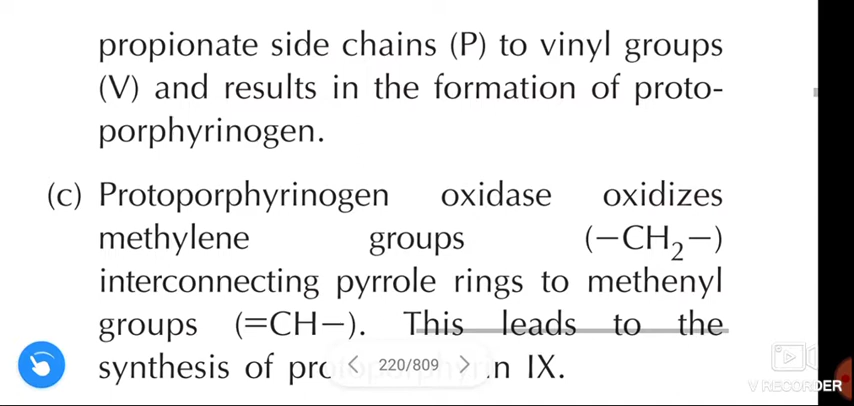 propionate side chains (P) to vinyl groups
(V) and results in the formation of proto-
porphyrinogen.
(c) Protoporphyrinogen oxidase oxidizes
methylene groups (−CH₂−)
interconnecting pyrrole rings to methenyl
groups (=CH−). This leads to the
synthesis of protoporphyrin IX.
220/809
V RECORDER